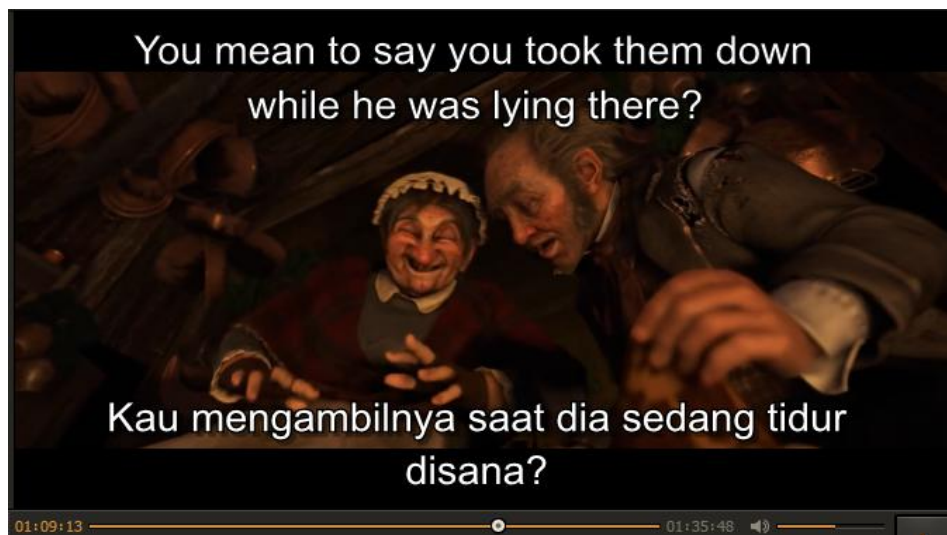 You mean to say you took them down
while he was lying there?
Kau mengambilnya saat dia sedang tidur
disana?
01:09:13 01:35:48